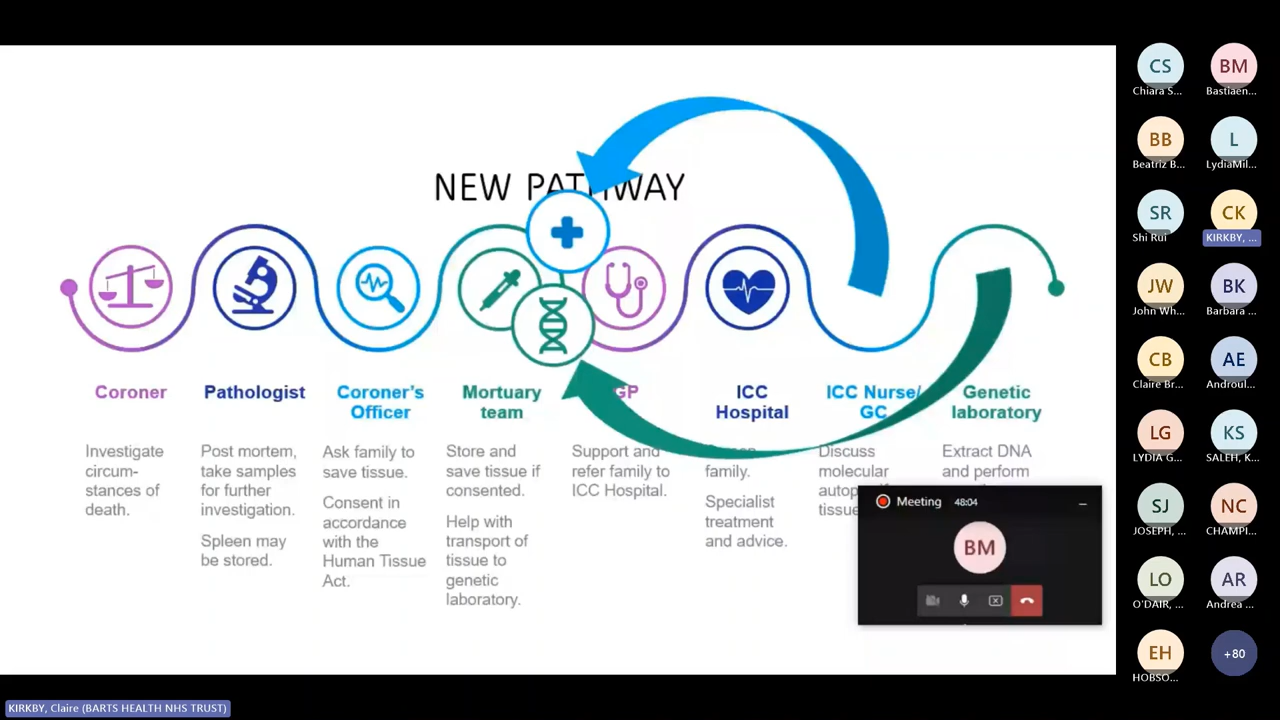 NEW PATHWAY
Coroner
Investigate
circum-
stances of
death.
Pathologist
Post mortem,
take samples
for further
investigation.
Spleen may
be stored.
Coroner's
Officer
Ask family to
save tissue.
Consent in
accordance
with the
Human Tissue
Act.
Mortuary
team
Store and
save tissue if
consented.
Help with
transport of
tissue to
genetic
laboratory.
GP
Support and
refer family to
ICC Hospital.
ICC
Hospital
family.
Specialist
treatment
and advice.
ICC Nurse/
GC
Discuss
molecular
Genetic
laboratory
Extract DNA
and perform
Meeting 48:04
BM
CS
Chiara S...
BM
Bastiaen...
BB
Beatriz B...
L
LydiaMil...
SR
Shi Rui
CK
KIRKBY, ...
JW
John Wh...
BK
Barbara ...
CB
Claire Br...
AE
Androul...
LG
LYDIA G...
KS
SALEH, K...
SJ
JOSEPH, ...
NC
CHAMPI...
LO
O'DAIR, ...
AR
Andrea ...
EH
HOBSO...
+80
KIRKBY, Claire (BARTS HEALTH NHS TRUST)